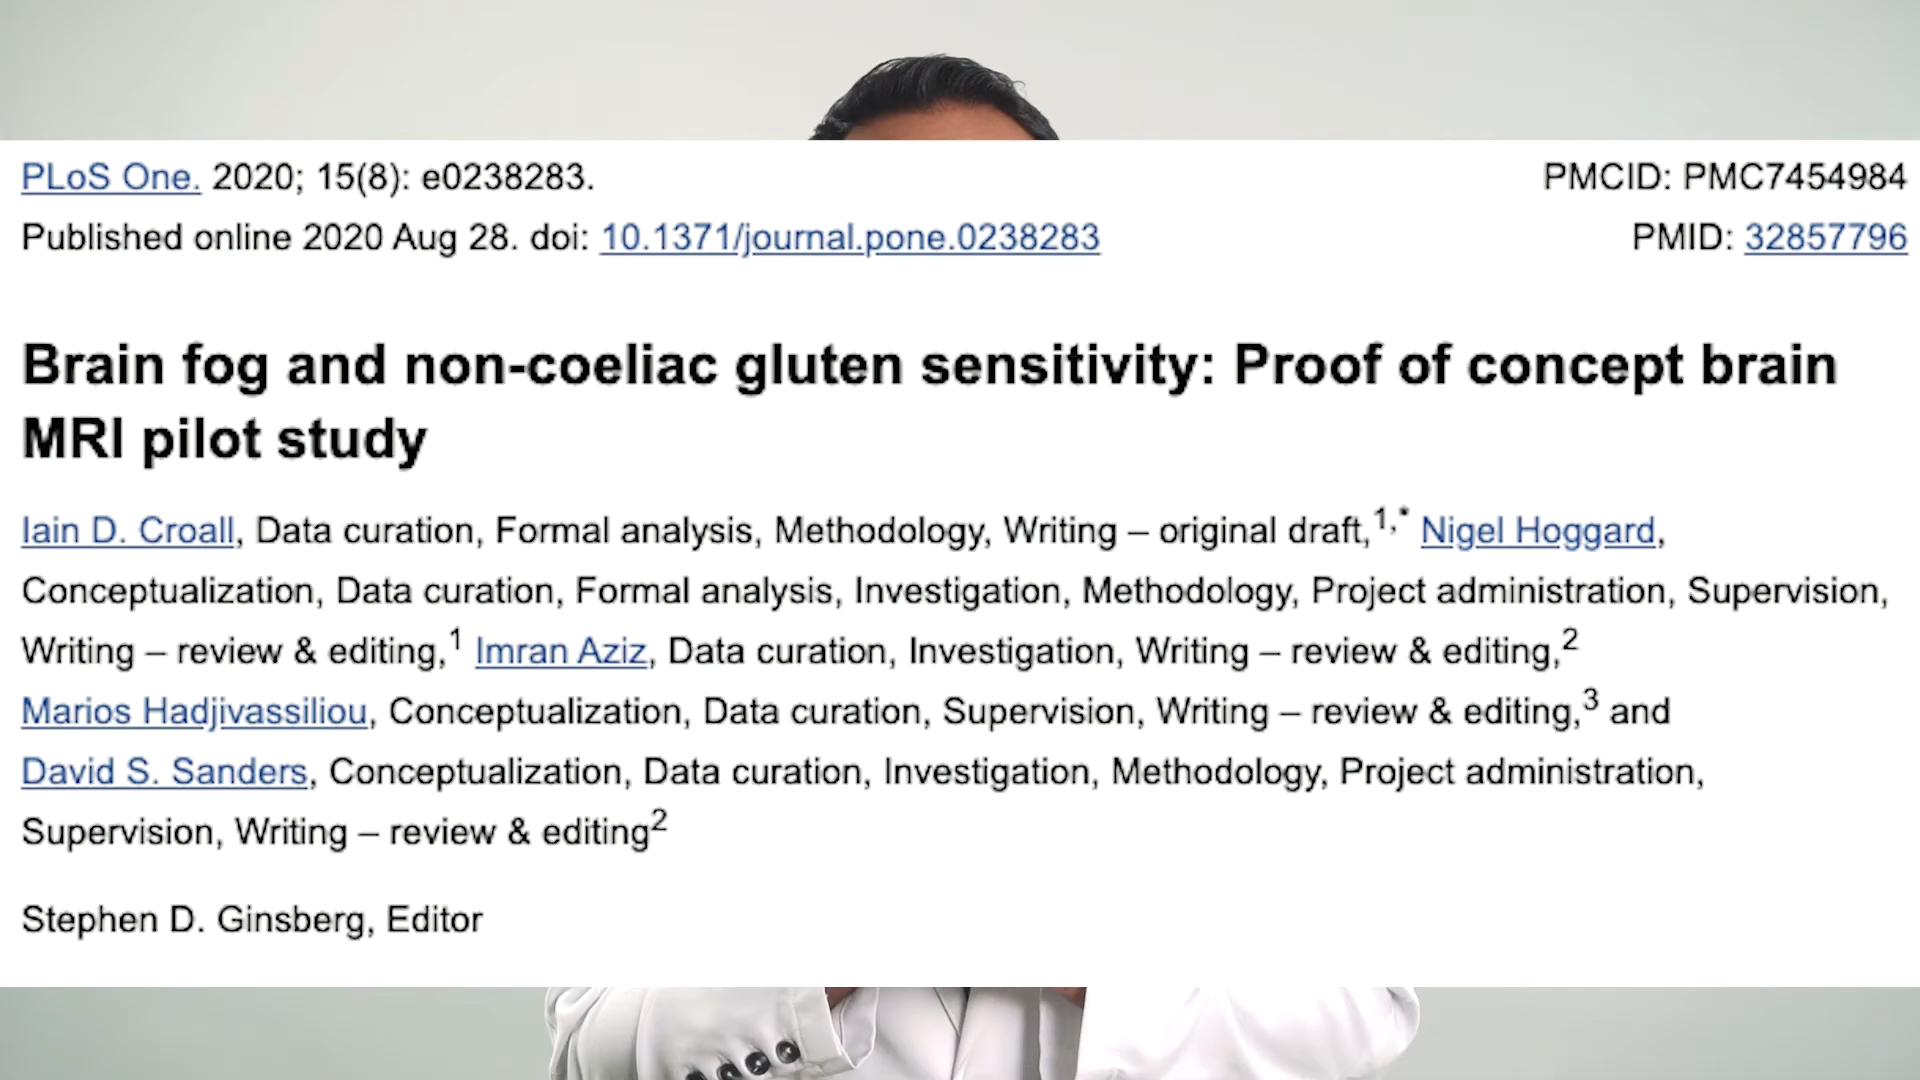 PLoS One. 2020; 15(8): e0238283.
PMCID: PMC7454984
Published online 2020 Aug 28. doi: 10.1371/journal.pone.0238283
PMID: 32857796
Brain fog and non-coeliac gluten sensitivity: Proof of concept brain
MRI pilot study
Iain D. Croall, Data curation, Formal analysis, Methodology, Writing – original draft,1,* Nigel Hoggard,
Conceptualization, Data curation, Formal analysis, Investigation, Methodology, Project administration, Supervision,
Writing – review & editing,1 Imran Aziz, Data curation, Investigation, Writing – review & editing,2
Marios Hadjivassiliou, Conceptualization, Data curation, Supervision, Writing – review & editing,3 and
David S. Sanders, Conceptualization, Data curation, Investigation, Methodology, Project administration,
Supervision, Writing – review & editing2
Stephen D. Ginsberg, Editor